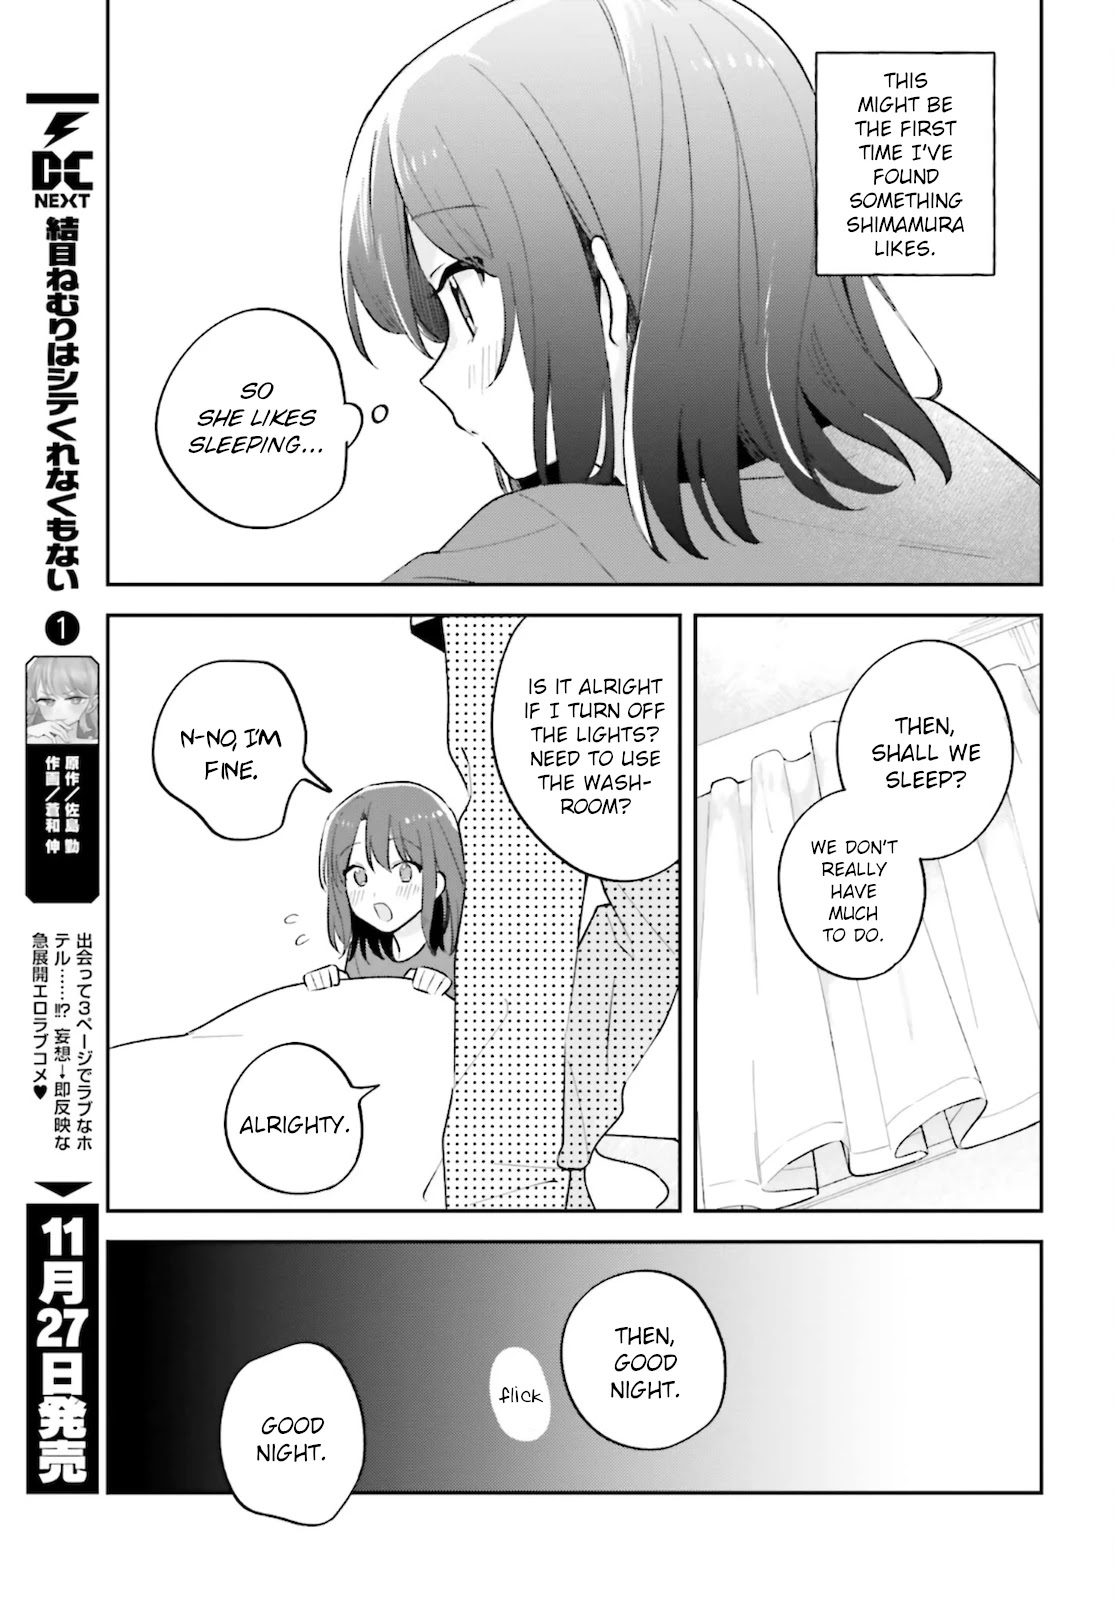 THIS
MIGHT BE
THE FIRST
TIME I'VE
FOUND
SOMETHING
SHIMAMURA
LIKES.
SO
SHE LIKES
SLEEPING...
THEN,
SHALL WE
SLEEP?
WE DON'T
REALLY
HAVE
MUCH
TO DO.
IS IT ALRIGHT
IF I TURN OFF
THE LIGHTS?
NEED TO USE
THE WASH-
ROOM?
N-NO, I'M
FINE.
ALRIGHTY.
THEN,
GOOD
NIGHT.
flick
GOOD
NIGHT.
DC
NEXT
結目ねむりはシテくれなくもない
1
原作／佐島 勤
作画／蒼和 伸
出会って3ページでラブなホ
テル……!!? 妄想→即反映な
急展開エロラブコメ♥
11月27日発売